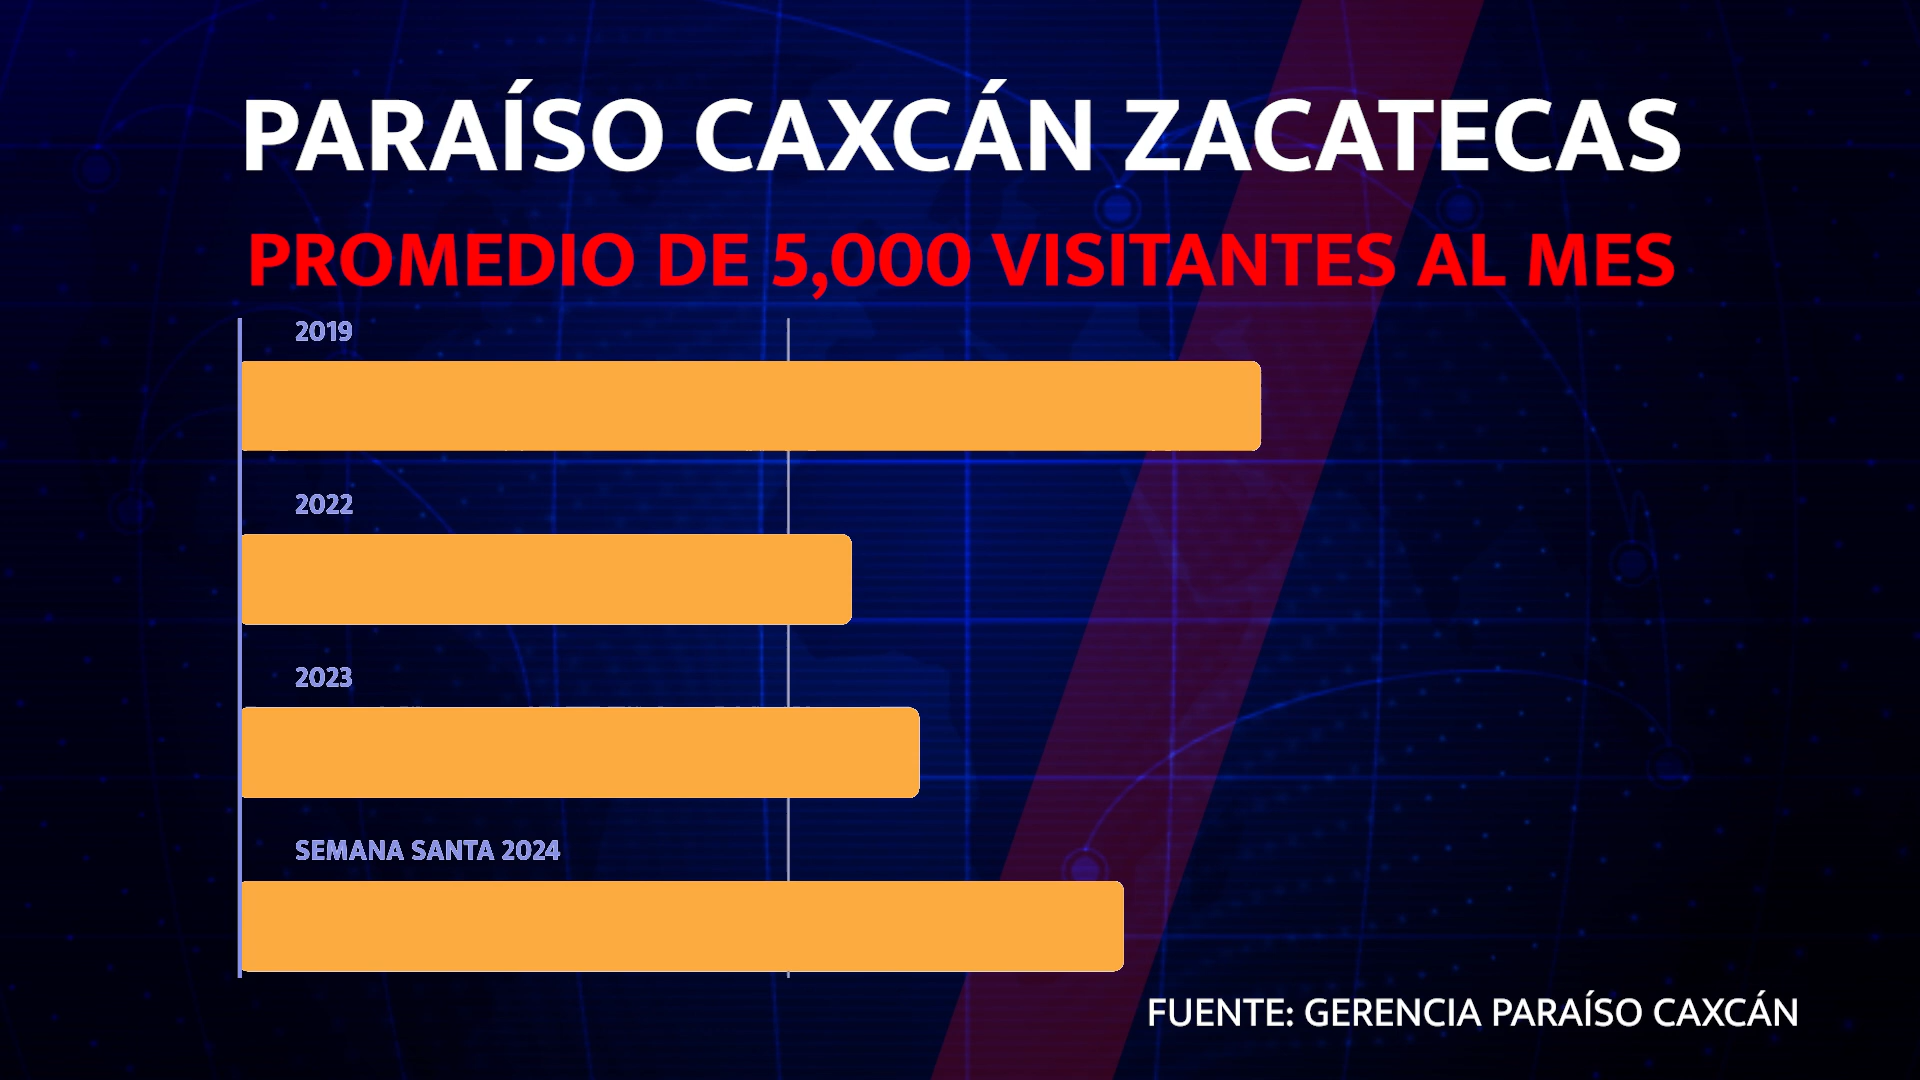 PARAÍSO CAXCÁN ZACATECAS
PROMEDIO DE 5,000 VISITANTES AL MES
2019
2022
2023
SEMANA SANTA 2024
FUENTE: GERENCIA PARAÍSO CAXCÁN